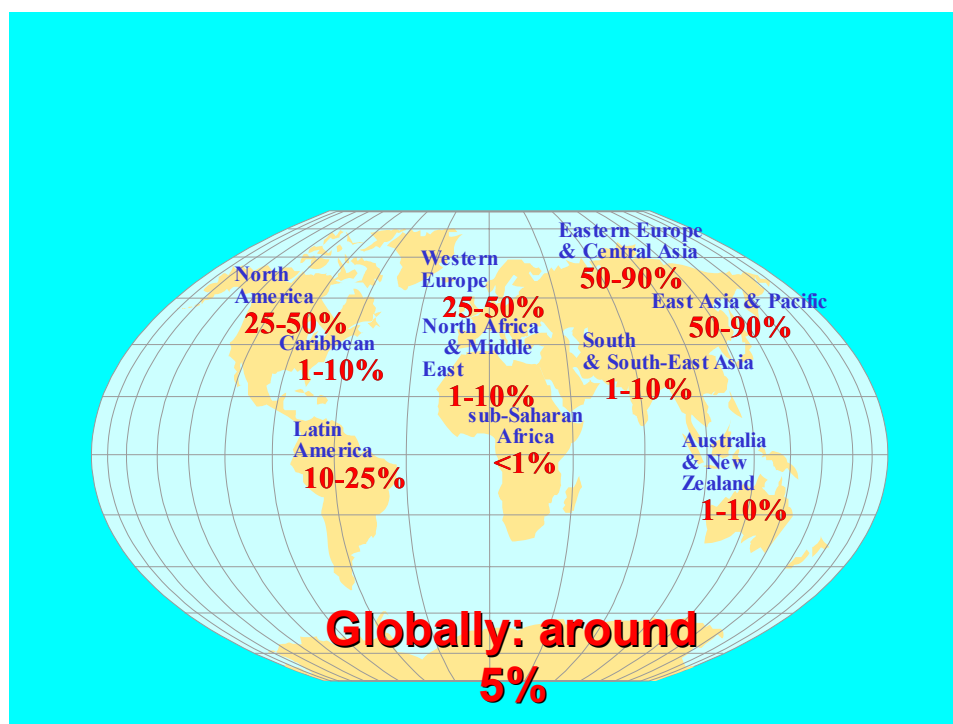 Eastern Europe
& Central Asia
50-90%
Western
Europe
25-50%
North
America
25-50%
East Asia & Pacific
50-90%
Caribbean
1-10%
North Africa
& Middle
East
1-10%
South
& South-East Asia
1-10%
sub-Saharan
Africa
<1%
Latin
America
10-25%
Australia
& New
Zealand
1-10%
Globally: around
5%